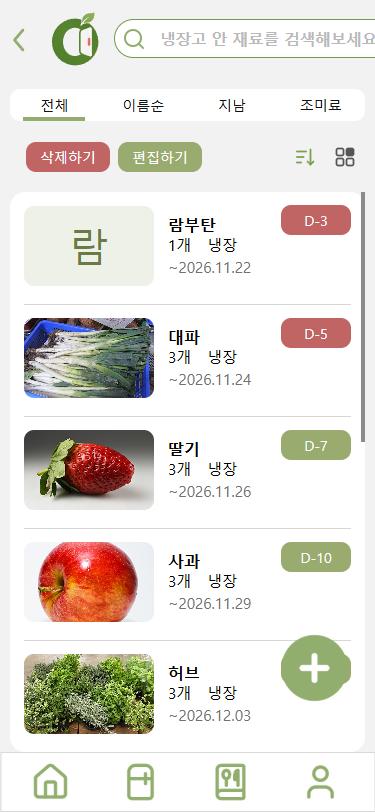 냉장고 안 재료를 검색해보세요
전체 이름순 지남 조미료
삭제하기 편집하기
람
람부탄
D-3
1개 냉장
~2026.11.22
대파
D-5
3개 냉장
~2026.11.24
딸기
D-7
3개 냉장
~2026.11.26
사과
D-10
3개 냉장
~2026.11.29
허브
3개 냉장
~2026.12.03